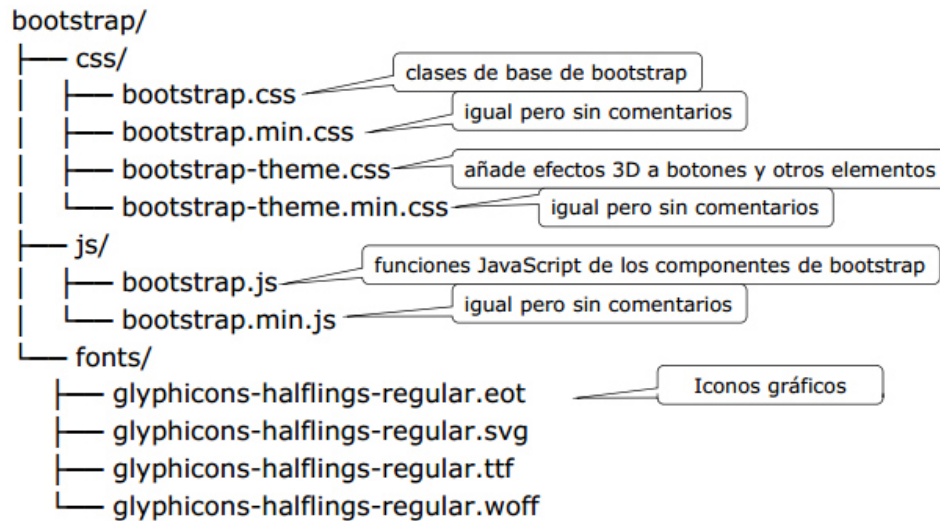 bootstrap/
├── css/
│   ├── bootstrap.css
clases de base de bootstrap
│   ├── bootstrap.min.css
igual pero sin comentarios
│   ├── bootstrap-theme.css
añade efectos 3D a botones y otros elementos
│   └── bootstrap-theme.min.css
igual pero sin comentarios
├── js/
│   ├── bootstrap.js
funciones JavaScript de los componentes de bootstrap
│   └── bootstrap.min.js
igual pero sin comentarios
└── fonts/
    ├── glyphicons-halflings-regular.eot
Iconos gráficos
    ├── glyphicons-halflings-regular.svg
    ├── glyphicons-halflings-regular.ttf
    └── glyphicons-halflings-regular.woff